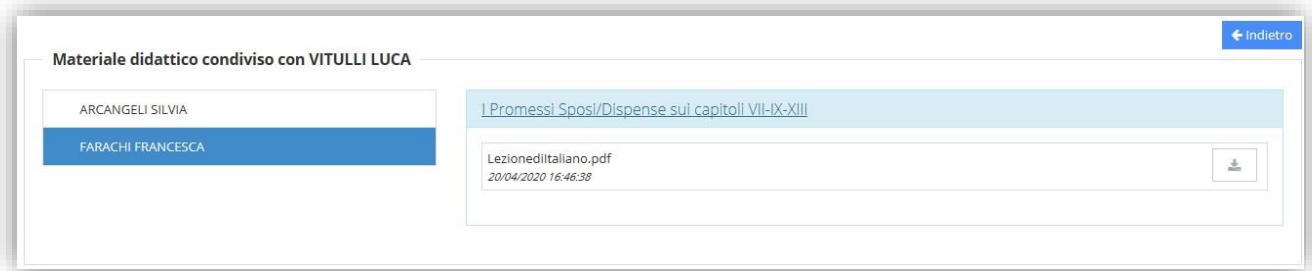 Indietro
Materiale didattico condiviso con VITULLI LUCA
ARCANGELI SILVIA
FARACHI FRANCESCA
I Promessi Sposi/Dispense sui capitoli VII-IX-XIII
LezionediItaliano.pdf
20/04/2020 16:46:38